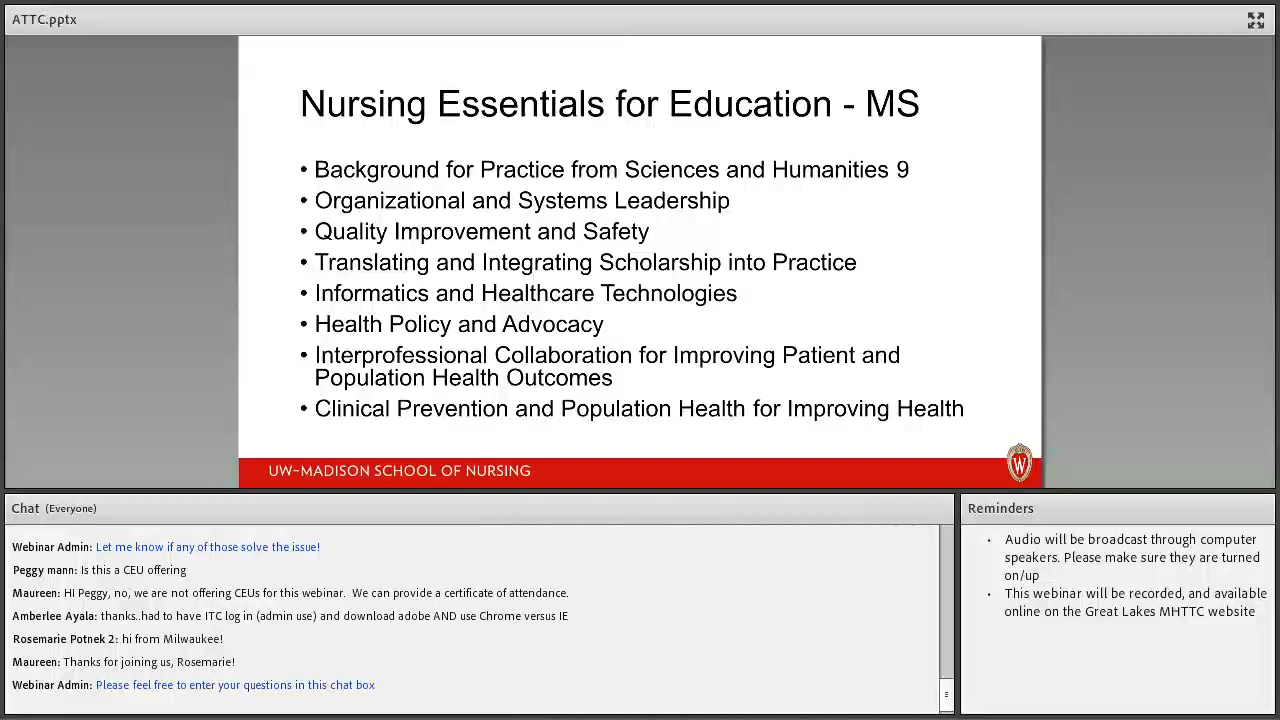 ATTC.pptx
Nursing Essentials for Education - MS
• Background for Practice from Sciences and Humanities 9
• Organizational and Systems Leadership
• Quality Improvement and Safety
• Translating and Integrating Scholarship into Practice
• Informatics and Healthcare Technologies
• Health Policy and Advocacy
• Interprofessional Collaboration for Improving Patient and
Population Health Outcomes
• Clinical Prevention and Population Health for Improving Health
UW-MADISON SCHOOL OF NURSING
W
Chat (Everyone)
Webinar Admin: Let me know if any of those solve the issue!
Peggy mann: Is this a CEU offering
Maureen: HI Peggy, no, we are not offering CEUs for this webinar. We can provide a certificate of attendance.
Amberlee Ayala: thanks..had to have ITC log in (admin use) and download adobe AND use Chrome versus IE
Rosemarie Potnek 2: hi from Milwaukee!
Maureen: Thanks for joining us, Rosemarie!
Webinar Admin: Please feel free to enter your questions in this chat box
Reminders
• Audio will be broadcast through computer
speakers. Please make sure they are turned
on/up
• This webinar will be recorded, and available
online on the Great Lakes MHTTC website